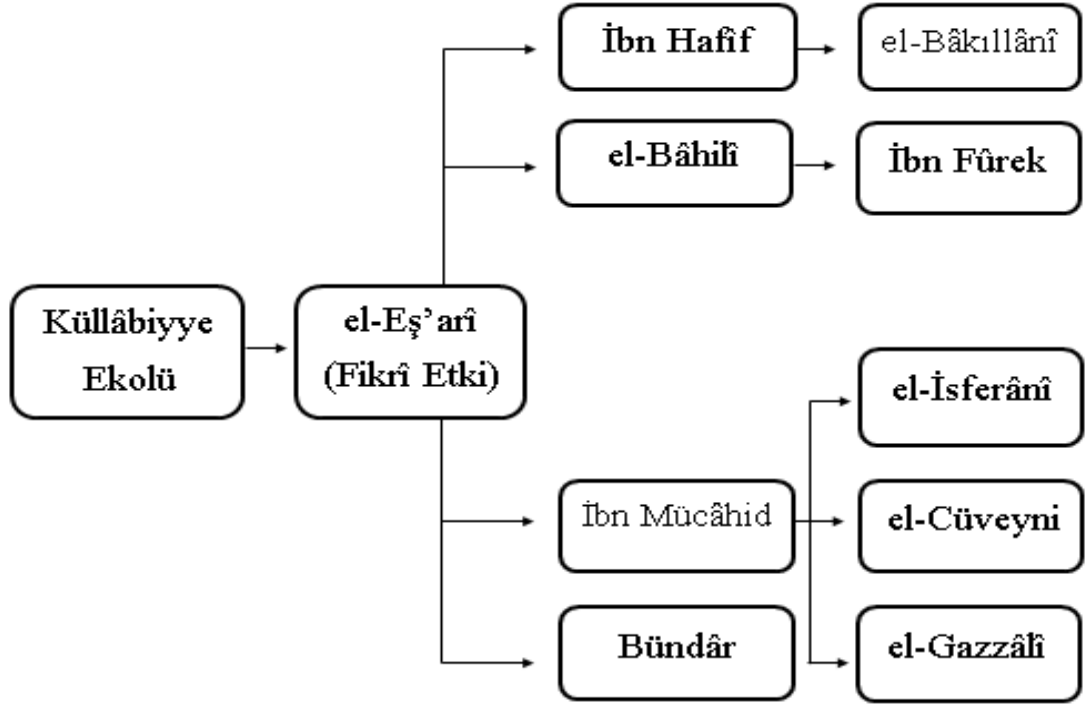 İbn Hafîf
el-Bâkıllânî
el-Bâhilî
İbn Fûrek
Küllâbiyye
Ekolü
el-Eş’arî
(Fikrî Etki)
el-İsferânî
İbn Mücâhid
el-Cüveyni
Bündâr
el-Gazzâlî